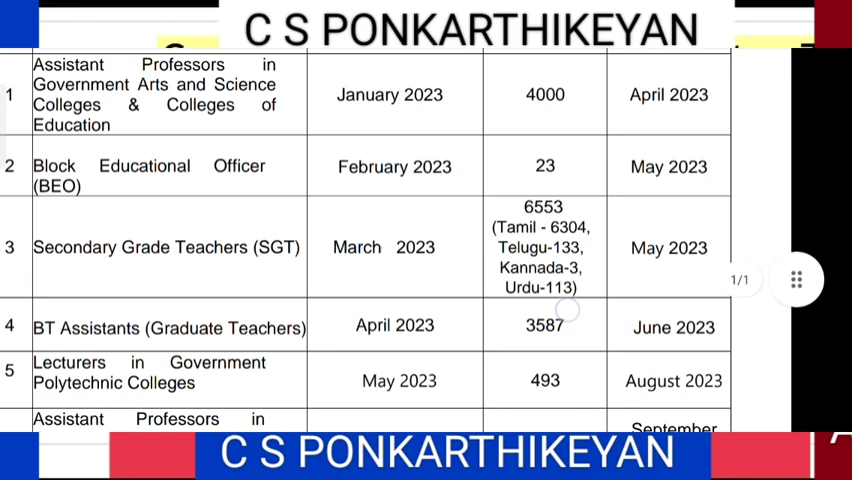 C S PONKARTHIKEYAN
1
Assistant Professors in
Government Arts and Science
Colleges & Colleges of
Education
January 2023
4000
April 2023
2
Block Educational Officer
(BEO)
February 2023
23
May 2023
3
Secondary Grade Teachers (SGT)
March 2023
6553
(Tamil - 6304,
Telugu-133,
Kannada-3,
Urdu-113)
May 2023
1/1
4
BT Assistants (Graduate Teachers)
April 2023
3587
June 2023
5
Lecturers in Government
Polytechnic Colleges
May 2023
493
August 2023
Assistant Professors in
September
C S PONKARTHIKEYAN